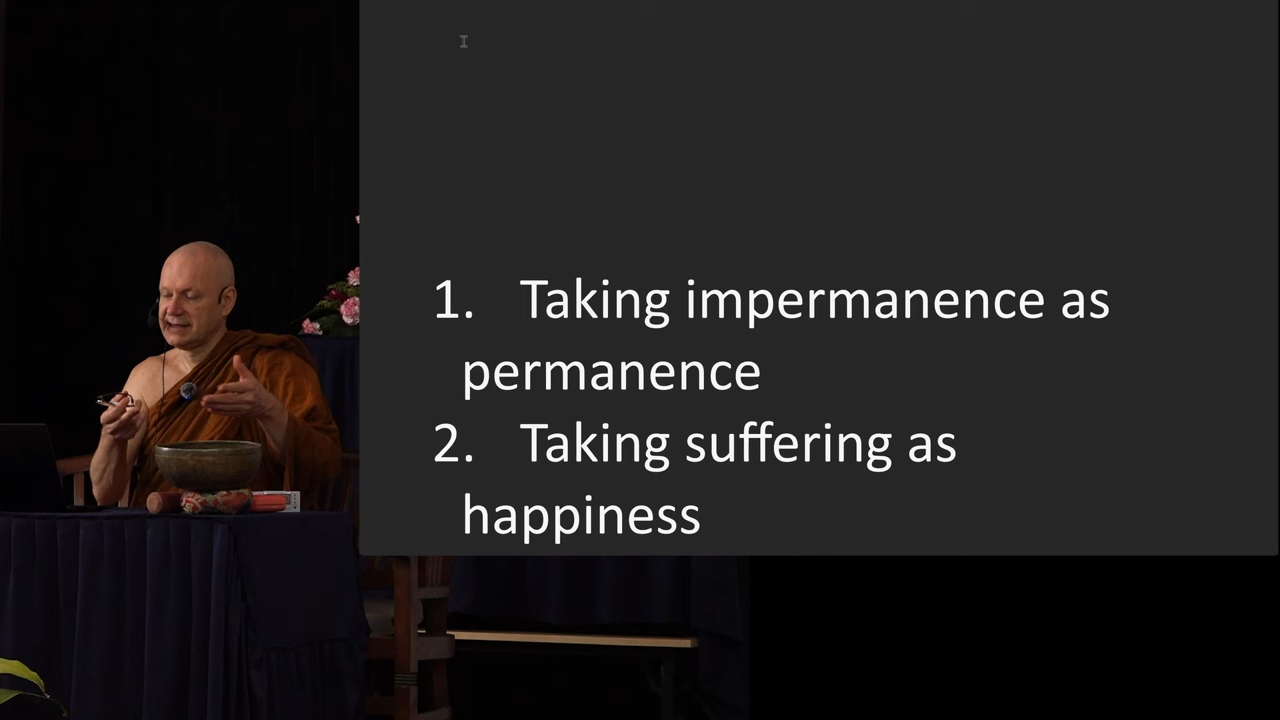 1. Taking impermanence as
permanence
2. Taking suffering as
happiness